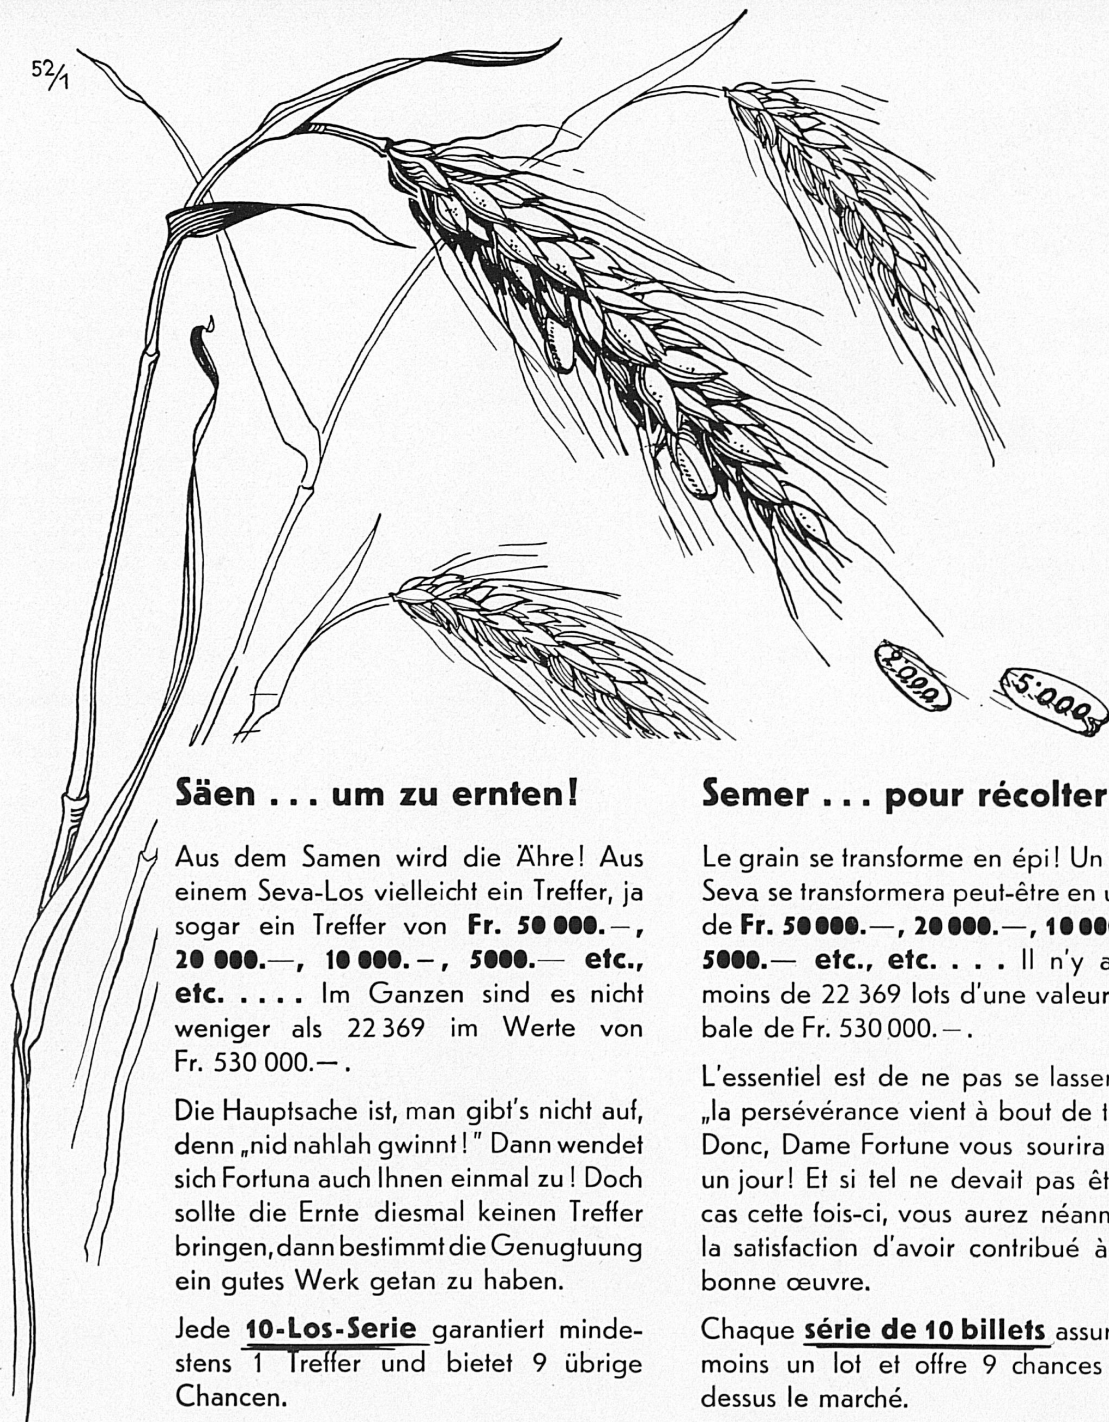 52/1
2.000
5.000
Säen ... um zu ernten!
Aus dem Samen wird die Ähre! Aus
einem Seva-Los vielleicht ein Treffer, ja
sogar ein Treffer von Fr. 50 000.—,
20 000.—, 10 000.—, 5000.— etc.,
etc. .... Im Ganzen sind es nicht
weniger als 22 369 im Werte von
Fr. 530 000.—.
Die Hauptsache ist, man gibt's nicht auf,
denn „nid nahlah gwinnt!" Dann wendet
sich Fortuna auch Ihnen einmal zu! Doch
sollte die Ernte diesmal keinen Treffer
bringen, dann bestimmt die Genugtuung
ein gutes Werk getan zu haben.
Jede 10-Los-Serie garantiert minde-
stens 1 Treffer und bietet 9 übrige
Chancen.
Semer ... pour récolter
Le grain se transforme en épi! Un
Seva se transformera peut-être en
de Fr. 50 000.—, 20 000.—, 10 00
5000.— etc., etc. .... Il n'y a
moins de 22 369 lots d'une valeur
bale de Fr. 530 000.—.
L'essentiel est de ne pas se lasser
„la persévérance vient à bout de t
Donc, Dame Fortune vous sourira
un jour! Et si tel ne devait pas êt
cas cette fois-ci, vous aurez néanm
la satisfaction d'avoir contribué à
bonne œuvre.
Chaque série de 10 billets assur
moins un lot et offre 9 chances
dessus le marché.